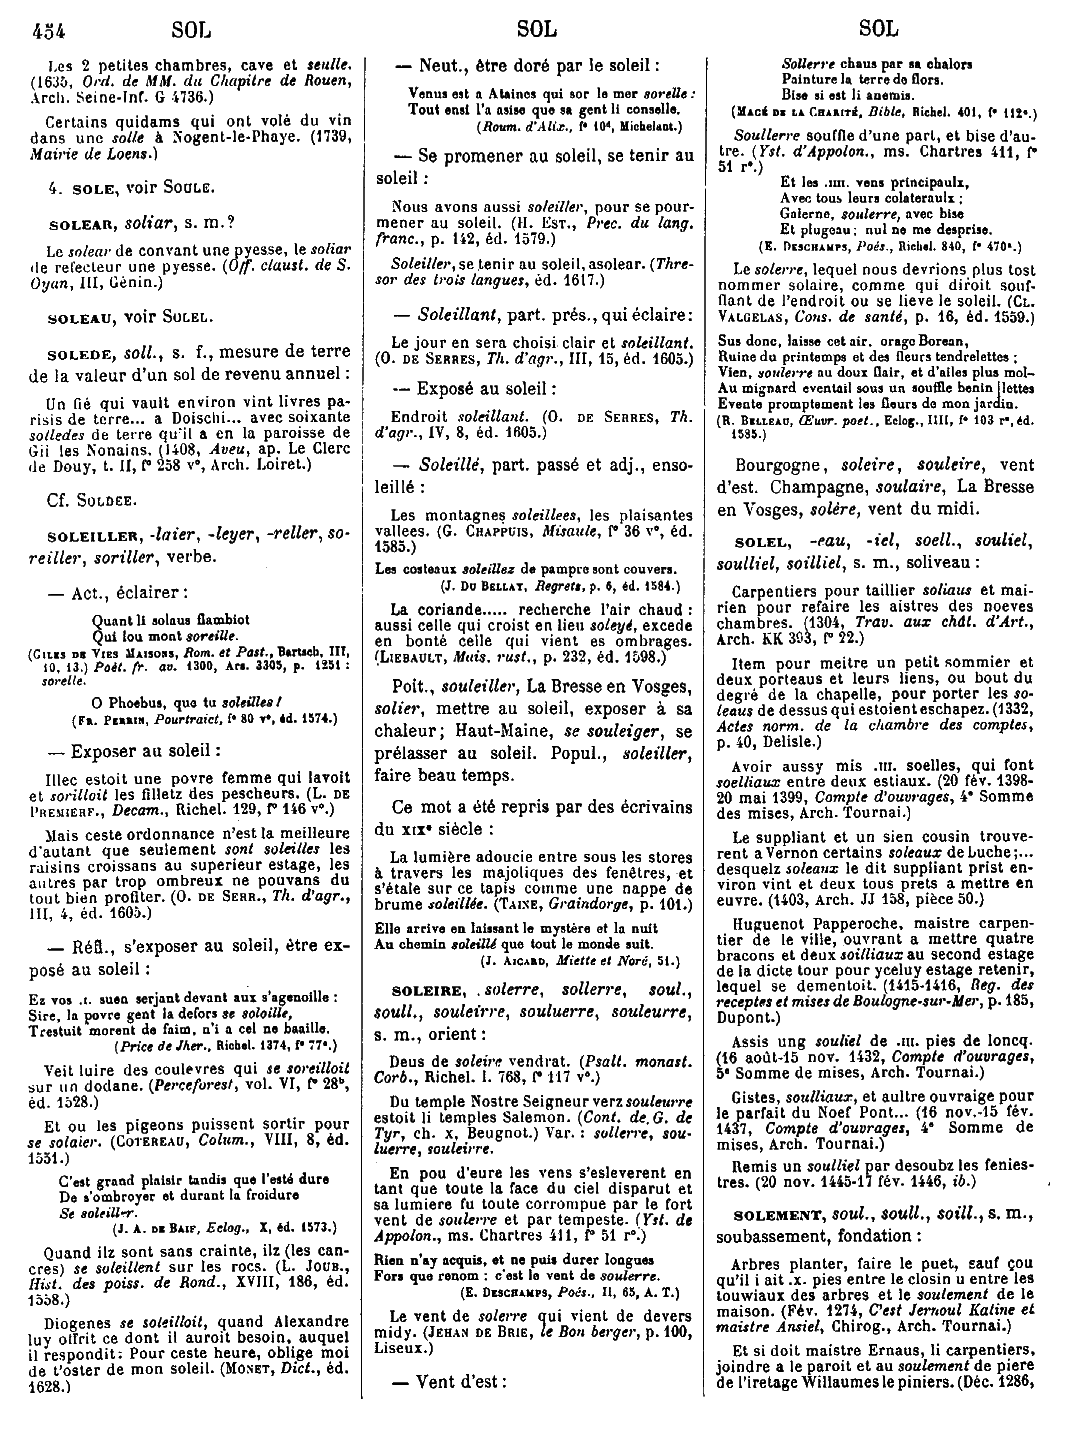 454 SOL SOL SOL
Les 2 petites chambres, cave et seulle.
(1635, Ord. de MM. du Chapitre de Rouen,
Arch. Seine-Inf. G 4736.)
Certains quidams qui ont volé du vin
dans une solle à Nogent-le-Phaye. (1739,
Mairie de Loens.)
4. SOLE, voir SOULE.
SOLEAR, soliar, s. m.?
Le solear de convant une pyesse, le soliar
de refecteur une pyesse. (Off. claust. de S.
Oyan, III, Génin.)
SOLEAU, voir SOLEL.
SOLEDE, soll., s. f., mesure de terre
de la valeur d'un sol de revenu annuel :
Un fié qui vault environ vint livres pa-
risis de terre... a Doischi... avec soixante
solledes de terre qu'il a en la paroisse de
Gii les Nonains. (1408, Aveu, ap. Le Clerc
de Douy, t. II, f° 258 v°, Arch. Loiret.)
Cf. SOLDEE.
SOLEILLER, -laier, -leyer, -reller, so-
reiller, soriller, verbe.
— Act., éclairer :
Quant li solaus flambiot
Qui lou mont soreille.
(GILES DE VIES MAISONS, Rom. et Past., Bartsch, III,
10, 13.) Poët. fr. av. 1300, Ars. 3305, p. 1251 :
sorelle.
O Phoebus, que tu soleilles !
(FR. PERRIN, Pourtraict, f° 80 v°, éd. 1574.)
— Exposer au soleil :
Illec estoit une povre femme qui lavoit
et sorilloit les filletz des pescheurs. (L. DE
PREMIERF., Decam., Richel. 129, f° 146 v°.)
Mais ceste ordonnance n'est la meilleure
d'autant que seulement sont soleilles les
raisins croissans au superieur estage, les
autres par trop ombreux ne pouvans du
tout bien profiter. (O. DE SERR., Th. d'agr.,
III, 4, éd. 1605.)
— Réfl., s'exposer au soleil, être ex-
posé au soleil :
Ez vos .I. suen serjant devant aux s'agenoille :
Sire, la povre gent la defors se soloille,
Trestuit morent de faim, n'i a cel ne baaille.
(Price de Jher., Richel. 1374, f° 77e.)
Veit luire des coulevres qui se soreilloit
sur un dodane. (Perceforest, vol. VI, f° 28b,
éd. 1528.)
Et ou les pigeons puissent sortir pour
se solaier. (COTEREAU, Colum., VIII, 8, éd.
1551.)
C'est grand plaisir tandis que l'esté dure
De s'ombroyer et durant la froidure
Se soleiller.
(J. A. DE BAIF, Eclog., X, éd. 1573.)
Quand ilz sont sans crainte, ilz (les can-
cres) se soleillent sur les rocs. (L. JOUB.,
Hist. des poiss. de Rond., XVIII, 186, éd.
1558.)
Diogenes se soleilloit, quand Alexandre
luy offrit ce dont il auroit besoin, auquel
il respondit: Pour ceste heure, oblige moi
de t'oster de mon soleil. (MONET, Dict., éd.
1628.)
— Neut., être doré par le soleil :
Venus est a Ataines qui sor le mer sorelle :
Tout ensi l'a asise que sa gent li conselle.
(Roum. d'Alix., f° 10d, Michelant.)
— Se promener au soleil, se tenir au
soleil :
Nous avons aussi soleiller, pour se pour-
mener au soleil. (H. EST., Prec. du lang.
franc., p. 142, éd. 1579.)
Soleiller, se tenir au soleil, asolear. (Thre-
sor des trois langues, éd. 1617.)
— Soleillant, part. prés., qui éclaire :
Le jour en sera choisi clair et soleillant.
(O. DE SERRES, Th. d'agr., III, 15, éd. 1605.)
— Exposé au soleil :
Endroit soleillant. (O. DE SERRES, Th.
d'agr., IV, 8, éd. 1605.)
— Soleillé, part. passé et adj., enso-
leillé :
Les montagnes soleillees, les plaisantes
vallees. (G. CHAPPUIS, Misaule, f° 36 v°, éd.
1585.)
Les costeaux soleillez de pampre sont couvers.
(J. DU BELLAY, Regrets, p. 6, éd. 1584.)
La coriande..... recherche l'air chaud :
aussi celle qui croist en lieu soleyé, excede
en bonté celle qui vient es ombrages.
(LIEBAULT, Mais. rust., p. 232, éd. 1598.)
Poit., souleiller, La Bresse en Vosges,
solier, mettre au soleil, exposer à sa
chaleur; Haut-Maine, se souleiger, se
prélasser au soleil. Popul., soleiller,
faire beau temps.
Ce mot a été repris par des écrivains
du XIXe siècle :
La lumière adoucie entre sous les stores
à travers les majoliques des fenêtres, et
s'étale sur ce tapis comme une nappe de
brume soleillée. (TAINE, Graindorge, p. 101.)
Elle arrive en laissant le mystère et la nuit
Au chemin soleillé que tout le monde suit.
(J. AICARD, Miette et Noré, 51.)
SOLEIRE, solerre, sollerre, soul.,
soull., souleirre, souluerre, souleurre,
s. m., orient :
Deus de soleire vendrat. (Psalt. monast.
Corb., Richel. l. 768, f° 117 v°.)
Du temple Nostre Seigneur verz souleurre
estoit li temples Salemon. (Cont. de G. de
Tyr, ch. x, Beugnot.) Var. : sollerre, sou-
luerre, souleirre.
En pou d'eure les vens s'esleverent en
tant que toute la face du ciel disparut et
sa lumiere fu toute corrompue par le fort
vent de soulerre et par tempeste. (Yst. de
Appolon., ms. Chartres 411, f° 51 r°.)
Rien n'ay acquis, et ne puis durer longues
Fors que renom : c'est le vent de soulerre.
(E. DESCHAMPS, Poés., II, 65, A. T.)
Le vent de solerre qui vient de devers
midy. (JEHAN DE BRIE, le Bon berger, p. 100,
Liseux.)
— Vent d'est :
Sollerre chaus par sa chalors
Painture la terre de flors.
Bise si est li anemis.
(MACÉ DE LA CHARITÉ, Bible, Richel. 401, f° 112e.)
Soullerre souffle d'une part, et bise d'au-
tre. (Yst. d'Appolon., ms. Chartres 411, f°
51 r°.)
Et les .IIII. vens principaulx,
Avec tous leurs colateraulx ;
Galerne, soulerre, avec bise
Et plugeau; nul ne me desprise.
(E. DESCHAMPS, Poés., Richel. 840, f° 470e.)
Le solerre, lequel nous devrions plus tost
nommer solaire, comme qui diroit souf-
flant de l'endroit ou se lieve le soleil. (CL.
VALGELAS, Cons. de santé, p. 16, éd. 1559.)
Sus donc, laisse cet air, orage Borean,
Ruine du printemps et des fleurs tendrelettes ;
Vien, soulerre au doux flair, et d'ailes plus mol-
Au mignard eventail sous un souffle benin [lettes
Evente promptement les fleurs de mon jardin.
(R. BELLEAU, Œuvr. poet., Eclog., IIII, f° 103 r°, éd.
1585.)
Bourgogne, soleire, souleire, vent
d'est. Champagne, soulaire, La Bresse
en Vosges, solère, vent du midi.
SOLEL, -eau, -iel, soell., souliel,
soulliel, soilliel, s. m., soliveau :
Carpentiers pour taillier soliaus et mai-
rien pour refaire les aistres des noeves
chambres. (1304, Trav. aux chât. d'Art.,
Arch. KK 393, f° 22.)
Item pour meitre un petit sommier et
deux porteaus et leurs liens, ou bout du
degré de la chapelle, pour porter les so-
leaus de dessus qui estoient eschapez. (1332,
Actes norm. de la chambre des comptes,
p. 40, Delisle.)
Avoir aussy mis .III. soelles, qui font
soelliaux entre deux estiaux. (20 fév. 1398-
20 mai 1399, Compte d'ouvrages, 4e Somme
des mises, Arch. Tournai.)
Le suppliant et un sien cousin trouve-
rent a Vernon certains soleaux de Luche;...
desquelz soleaux le dit suppliant prist en-
viron vint et deux tous prets a mettre en
euvre. (1403, Arch. JJ 158, pièce 50.)
Huguenot Papperoche, maistre carpen-
tier de le ville, ouvrant a mettre quatre
bracons et deux soilliaux au second estage
de la dicte tour pour yceluy estage retenir,
lequel se dementoit. (1415-1416, Reg. des
receptes et mises de Boulogne-sur-Mer, p. 185,
Dupont.)
Assis ung souliel de .III. pies de loncq.
(16 août-15 nov. 1432, Compte d'ouvrages,
5e Somme de mises, Arch. Tournai.)
Gistes, soulliaux, et aultre ouvraige pour
le parfait du Noef Pont... (16 nov.-15 fév.
1437, Compte d'ouvrages, 4e Somme de
mises, Arch. Tournai.)
Remis un soulliel par desoubz les fenies-
tres. (20 nov. 1445-17 fév. 1446, ib.)
SOLEMENT, soul., soull., soill., s. m.,
soubassement, fondation :
Arbres planter, faire le puet, sauf çou
qu'il i ait .x. pies entre le closin u entre les
touwiaux des arbres et le soulement de le
maison. (Fév. 1274, C'est Jernoul Kaline et
maistre Ansiel, Chirog., Arch. Tournai.)
Et si doit maistre Ernaus, li carpentiers,
joindre a le paroit et au soulement de piere
de l'iretage Willaumes le piniers. (Déc. 1286,